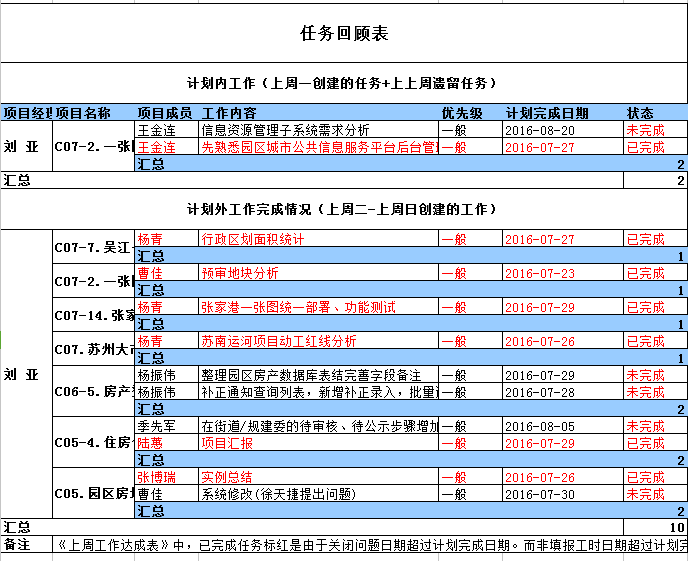 任务回顾表
计划内工作（上周一创建的任务+上上周遗留任务）
项目经理 项目名称 项目成员 工作内容 优先级 计划完成日期 状态
刘 亚 C07-2.一张 王金连 信息资源管理子系统需求分析 一般 2016-08-20 未完成
王金连 先熟悉园区城市公共信息服务平台后台管理 一般 2016-07-27 已完成
汇总 2
汇总 2
计划外工作完成情况（上周二-上周日创建的工作）
刘 亚 C07-7.吴江 杨青 行政区划面积统计 一般 2016-07-27 已完成
汇总 1
C07-2.一张 曹佳 预审地块分析 一般 2016-07-23 已完成
汇总 1
C07-14.张家 杨青 张家港一张图统一部署、功能测试 一般 2016-07-29 已完成
汇总 1
C07.苏州大 杨青 苏南运河项目动工红线分析 一般 2016-07-26 已完成
汇总 1
C06-5.房产 杨振伟 整理园区房产数据库表结完善字段备注 一般 2016-07-29 未完成
杨振伟 补正通知查询列表，新增补正录入，批量 一般 2016-07-28 未完成
汇总 2
C05-4.住房 季先军 在街道/规建委的待审核、待公示步骤增加 一般 2016-08-05 未完成
陆蕙 项目汇报 一般 2016-07-29 已完成
汇总 2
C05.园区房 张博瑞 实例总结 一般 2016-07-26 已完成
曹佳 系统修改(徐天捷提出问题) 一般 2016-07-30 未完成
汇总 2
汇总 10
备注 《上周工作达成表》中，已完成任务标红是由于关闭问题日期超过计划完成日期。而非填报工时日期超过计划完